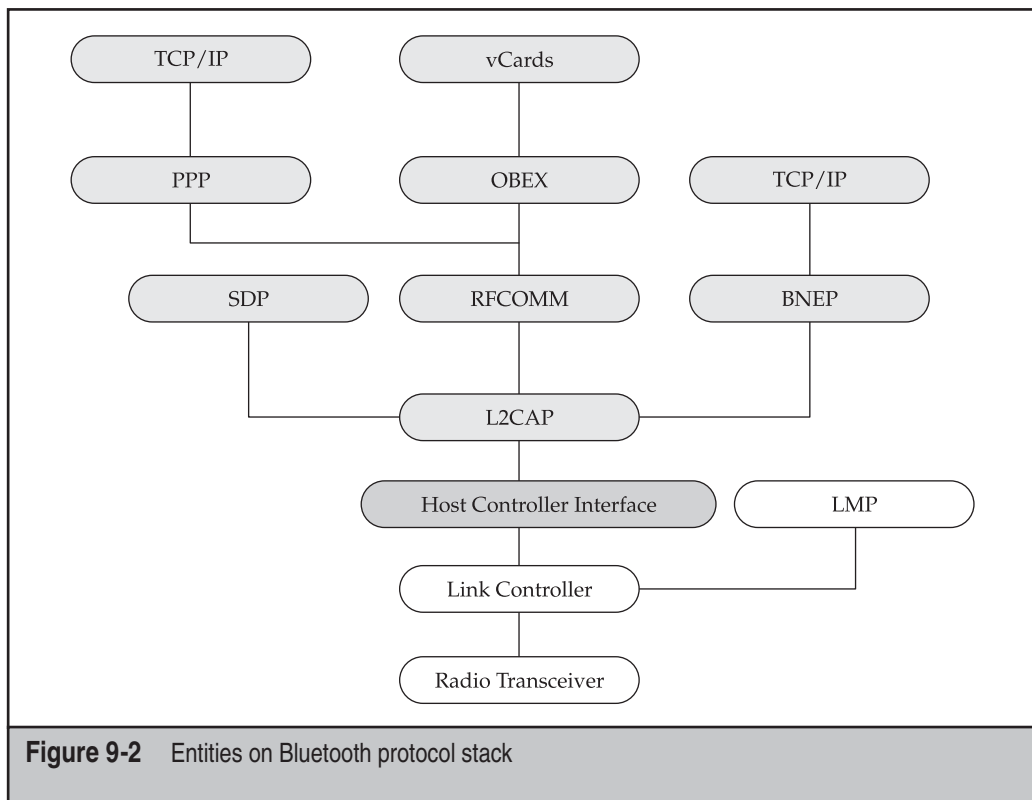 TCP/IP
vCards
PPP
OBEX
TCP/IP
SDP
RFCOMM
BNEP
L2CAP
Host Controller Interface
LMP
Link Controller
Radio Transceiver
Figure 9-2 Entities on Bluetooth protocol stack